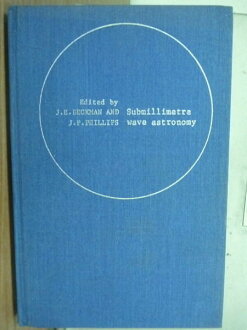 Edited by
J.E. BECKMAN AND Submillimetre
J.P. PHILLIPS wave astronomy